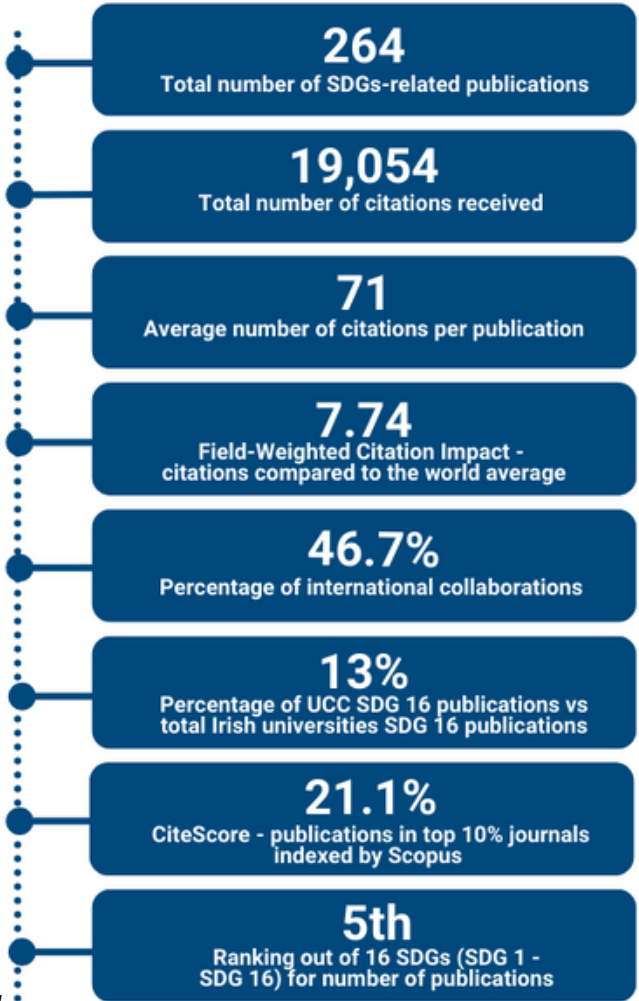 264
Total number of SDGs-related publications
19,054
Total number of citations received
71
Average number of citations per publication
7.74
Field-Weighted Citation Impact -
citations compared to the world average
46.7%
Percentage of international collaborations
13%
Percentage of UCC SDG 16 publications vs
total Irish universities SDG 16 publications
21.1%
CiteScore - publications in top 10% journals
indexed by Scopus
5th
Ranking out of 16 SDGs (SDG 1 -
SDG 16) for number of publications